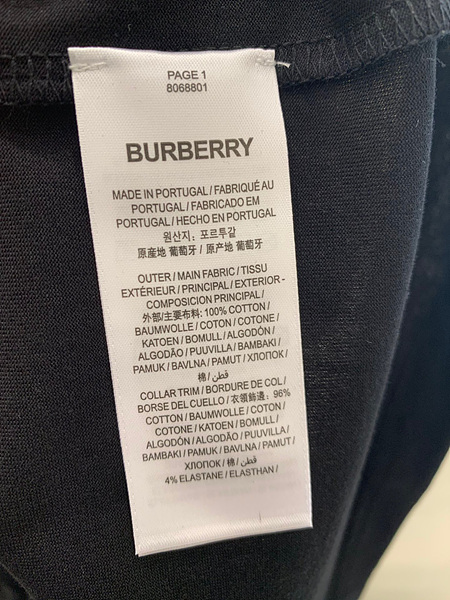 PAGE 1
8068801
BURBERRY
MADE IN PORTUGAL / FABRIQUÉ AU
PORTUGAL / FABRICADO EM
PORTUGAL / HECHO EN PORTUGAL
원산지: 포르투갈
原産地 葡萄牙 / 原产地 葡萄牙
OUTER / MAIN FABRIC / TISSU
EXTÉRIEUR / PRINCIPAL / EXTERIOR -
COMPOSICIÓN PRINCIPAL /
外部/主要布料: 100% COTTON /
BAUMWOLLE / COTON / COTONE /
KATOEN / BOMULL / ALGODÓN /
ALGODÃO / PUUVILLA / BAMBAKI /
PAMUK / BAVLNA / PAMUT / ХЛОПОК /
棉 / قطن /
COLLAR TRIM / BORDURE DE COL /
BORSE DEL CUELLO / 衣領飾邊: 96%
COTTON / BAUMWOLLE / COTON /
COTONE / KATOEN / BOMULL /
ALGODÓN / ALGODÃO / PUUVILLA /
BAMBAKI / PAMUK / BAVLNA / PAMUT /
ХЛОПОК / 棉 / قطن
4% ELASTANE / ELASTHAN /